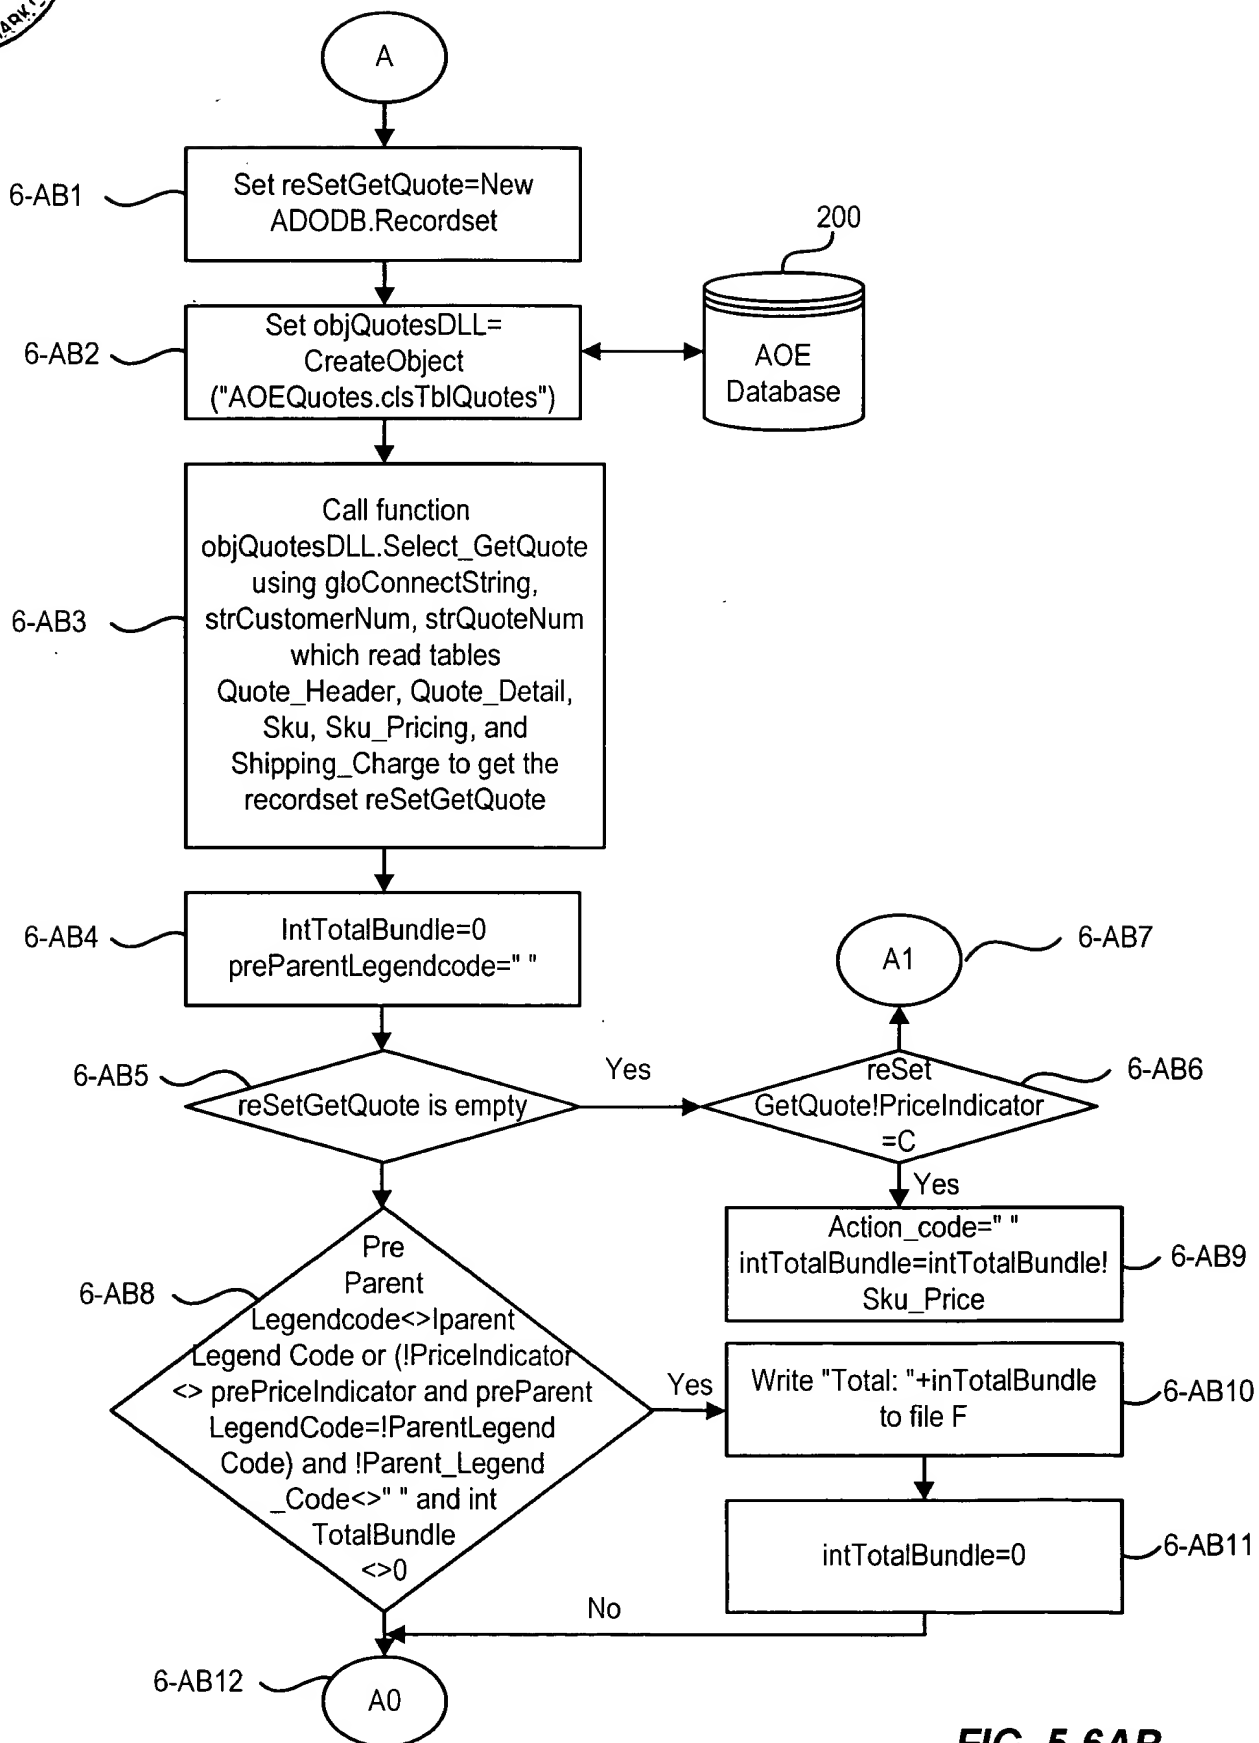 ARK
A
6-AB1
Set reSetGetQuote=New
ADODB.Recordset
200
6-AB2
Set objQuotesDLL=
CreateObject
("AOEQuotes.clsTblQuotes")
AOE
Database
6-AB3
Call function
objQuotesDLL.Select_GetQuote
using gloConnectString,
strCustomerNum, strQuoteNum
which read tables
Quote_Header, Quote_Detail,
Sku, Sku_Pricing, and
Shipping_Charge to get the
recordset reSetGetQuote
6-AB4
IntTotalBundle=0
preParentLegendcode=" "
A1
6-AB7
6-AB5
reSetGetQuote is empty
Yes
reSet
GetQuote!PriceIndicator
=C
6-AB6
Yes
Action_code=" "
intTotalBundle=intTotalBundle!
Sku_Price
6-AB9
6-AB8
Pre
Parent
Legendcode<>!parent
Legend Code or (!PriceIndicator
<> prePriceIndicator and preParent
LegendCode=!ParentLegend
Code) and !Parent_Legend
_Code<>" " and int
TotalBundle
<>0
Yes
Write "Total: "+inTotalBundle
to file F
6-AB10
intTotalBundle=0
6-AB11
No
6-AB12
A0
FIG. 5-6AB